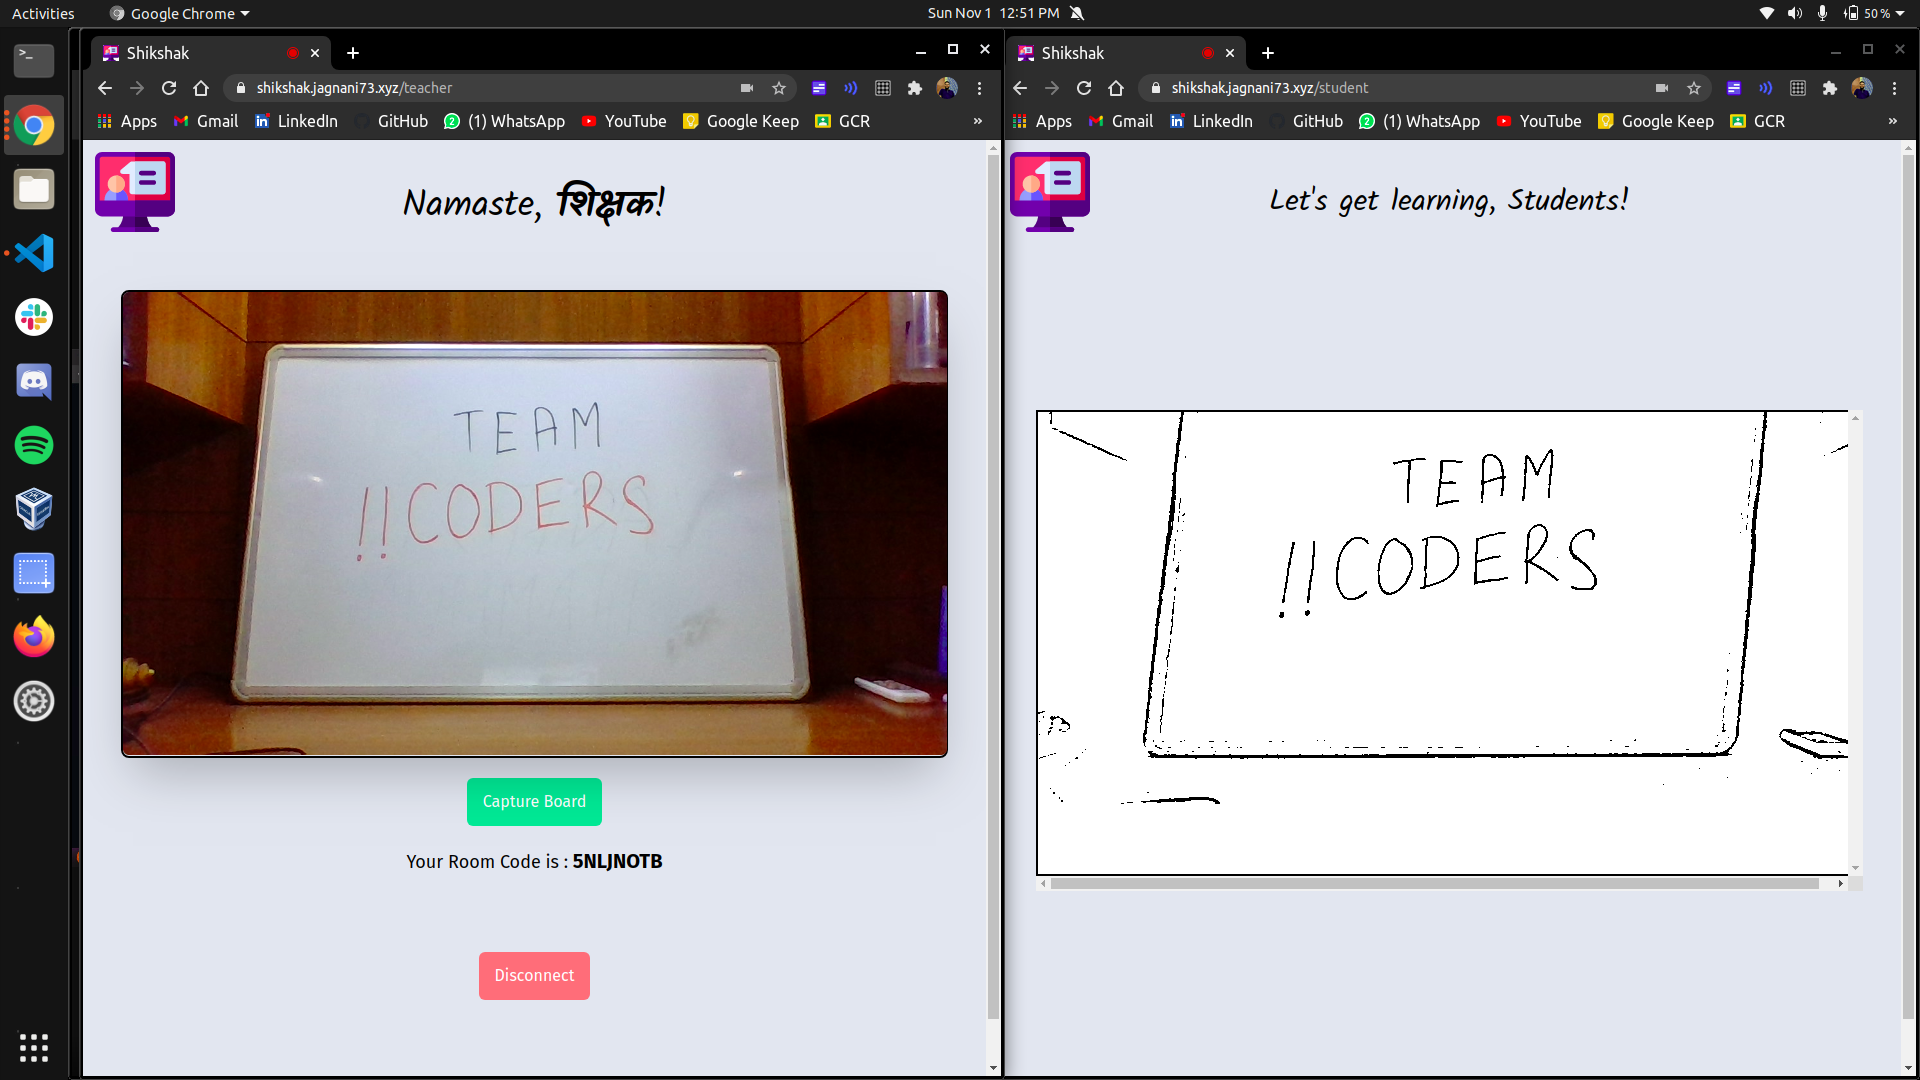 Activities
Google Chrome
Sun Nov 1 12:51 PM
50 %
Shikshak
shikshak.jagnani73.xyz/teacher
Apps
Gmail
LinkedIn
GitHub
(1) WhatsApp
YouTube
Google Keep
GCR
»
Namaste, शिक्षक!
TEAM
!!CODERS
Capture Board
Your Room Code is : 5NLJNOTB
Disconnect
Shikshak
shikshak.jagnani73.xyz/student
Apps
Gmail
LinkedIn
GitHub
(1) WhatsApp
YouTube
Google Keep
GCR
»
Let's get learning, Students!
TEAM
!!CODERS